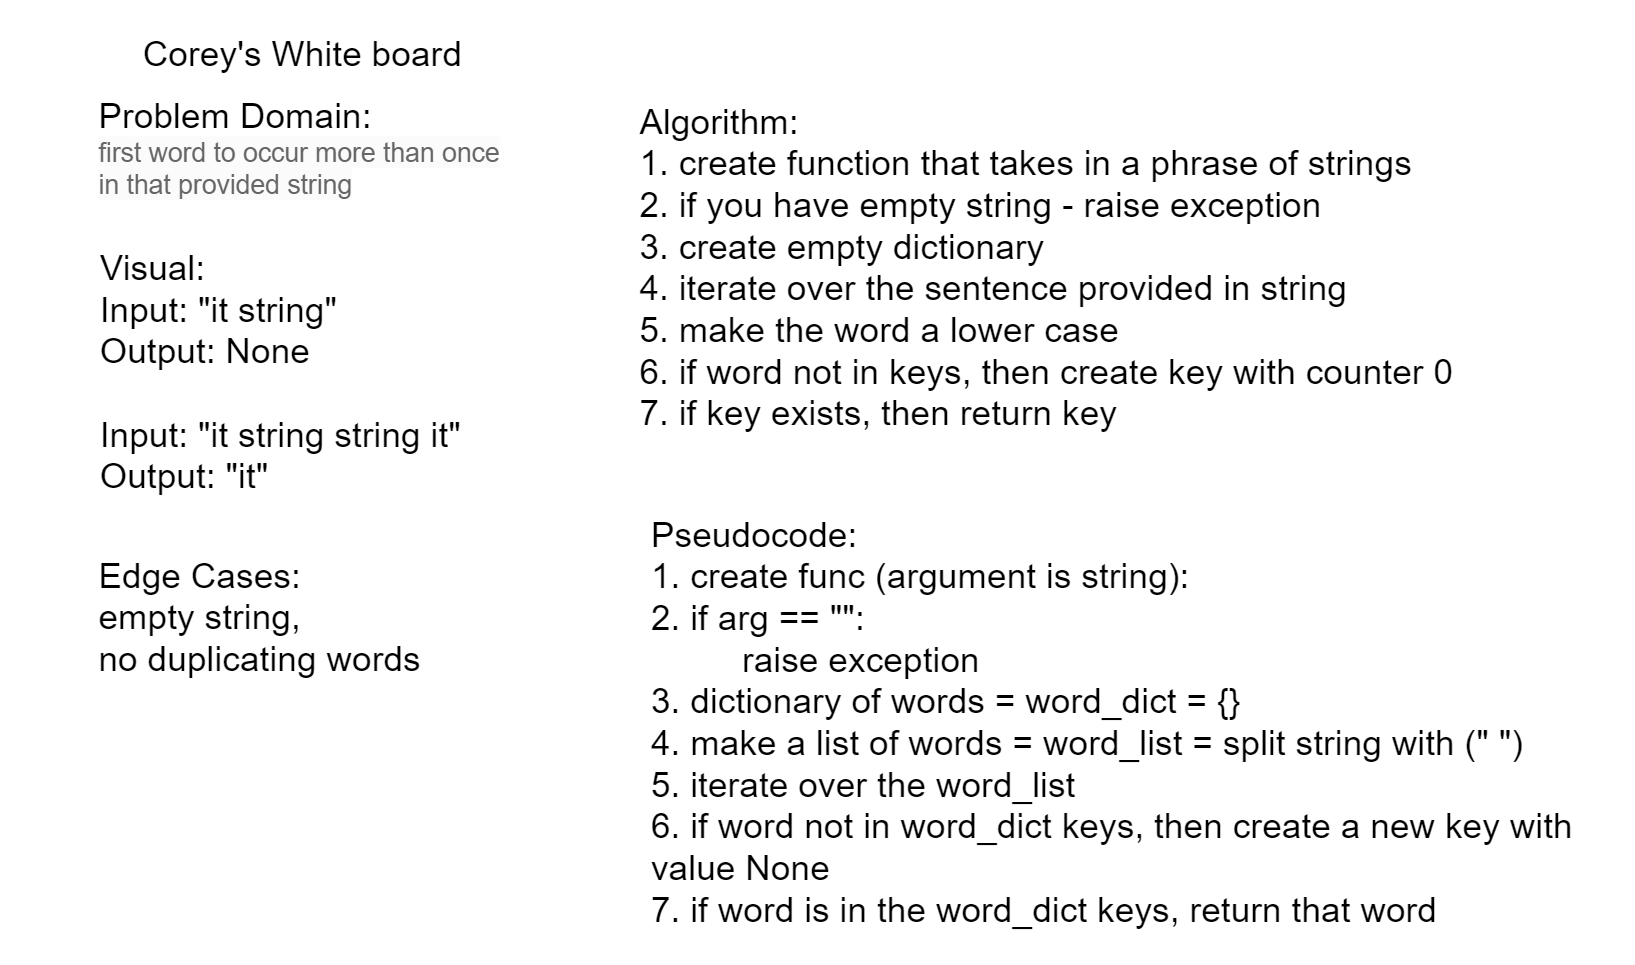 Corey's White board
Problem Domain:
first word to occur more than once
in that provided string
Visual:
Input: "it string"
Output: None
Input: "it string string it"
Output: "it"
Edge Cases:
empty string,
no duplicating words
Algorithm:
1. create function that takes in a phrase of strings
2. if you have empty string - raise exception
3. create empty dictionary
4. iterate over the sentence provided in string
5. make the word a lower case
6. if word not in keys, then create key with counter 0
7. if key exists, then return key
Pseudocode:
1. create func (argument is string):
2. if arg == "":
raise exception
3. dictionary of words = word_dict = {}
4. make a list of words = word_list = split string with (" ")
5. iterate over the word_list
6. if word not in word_dict keys, then create a new key with
value None
7. if word is in the word_dict keys, return that word